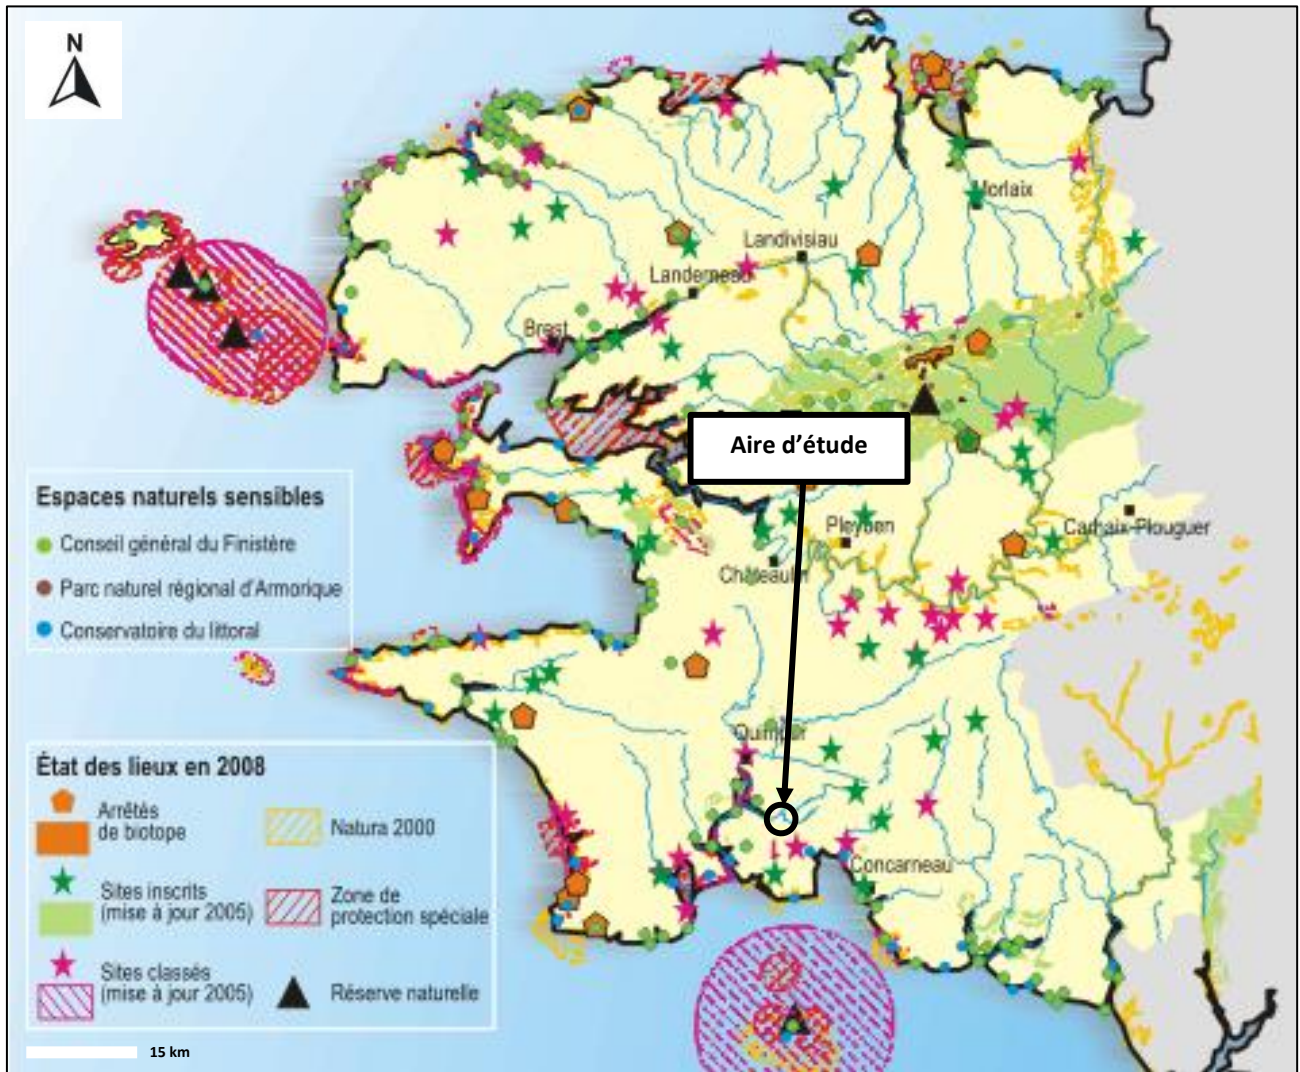 N
Morlaix
Landivisiau
Landerneau
Brest
Aire d'étude
Espaces naturels sensibles
Conseil général du Finistère
Parc naturel régional d'Armorique
Conservatoire du littoral
Pleyben
Carhaix-Plouguer
Châteaulin
Quimper
État des lieux en 2008
Arrêtés
de biotope
Natura 2000
Sites inscrits
(mise à jour 2005)
Zone de
protection spéciale
Sites classés
(mise à jour 2005)
Réserve naturelle
Concarneau
15 km